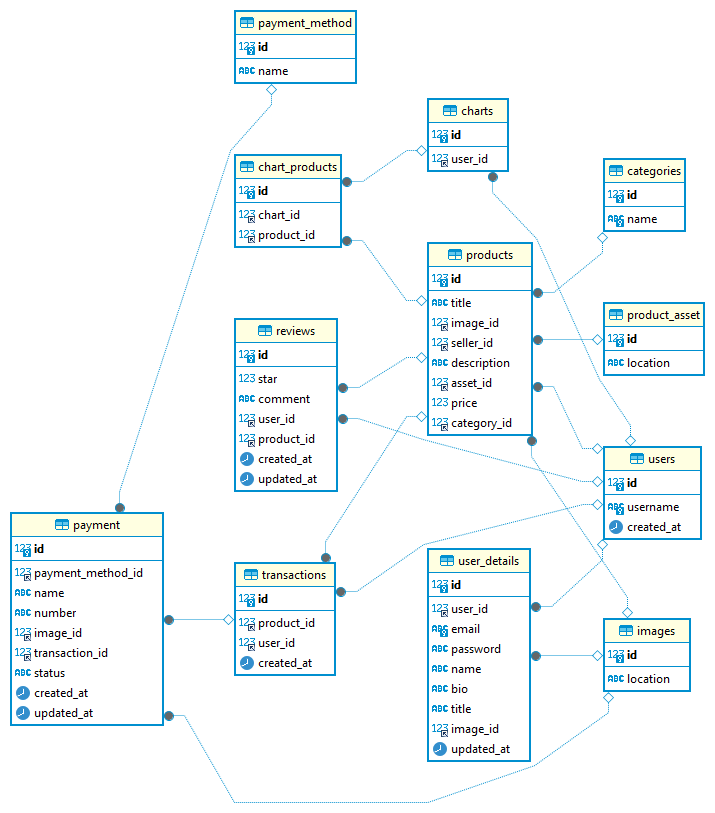 payment_method
123 id
ABC name
charts
123 id
123 user_id
chart_products
123 id
123 chart_id
123 product_id
categories
123 id
ABC name
products
123 id
ABC title
123 image_id
123 seller_id
ABC description
123 asset_id
123 price
123 category_id
product_asset
123 id
ABC location
reviews
123 id
123 star
ABC comment
123 user_id
123 product_id
created_at
updated_at
users
123 id
ABC username
created_at
payment
123 id
123 payment_method_id
ABC name
ABC number
123 image_id
123 transaction_id
ABC status
created_at
updated_at
transactions
123 id
123 product_id
123 user_id
created_at
user_details
123 id
123 user_id
ABC email
ABC password
ABC name
ABC bio
ABC title
123 image_id
updated_at
images
123 id
ABC location